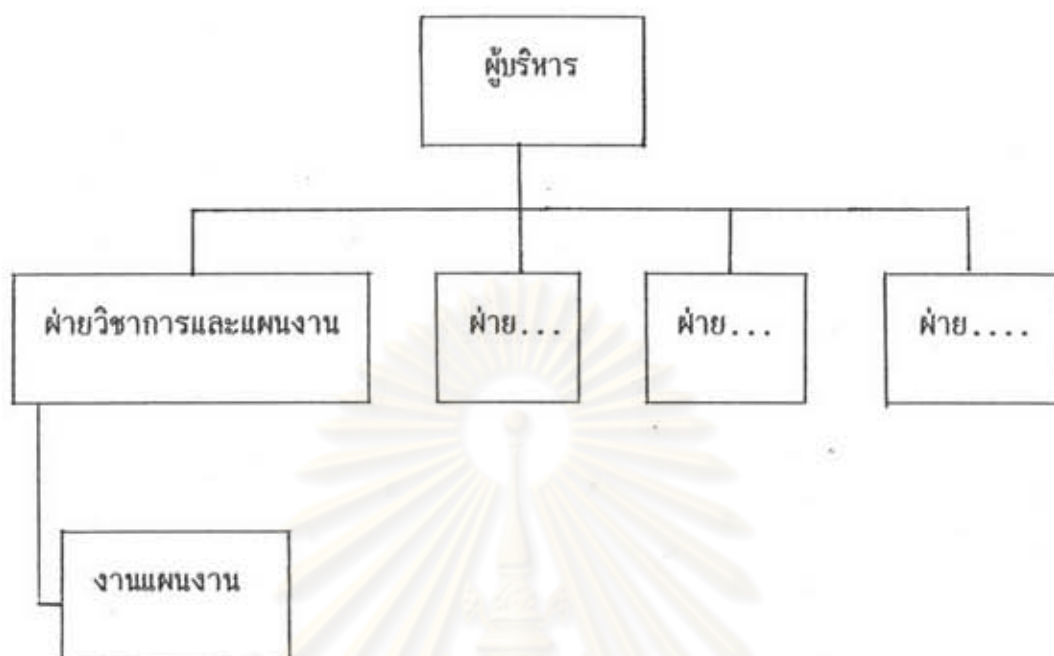 ผู้บริหาร
ฝ่ายวิชาการและแผนงาน
ฝ่าย...
ฝ่าย...
ฝ่าย....
งานแผนงาน